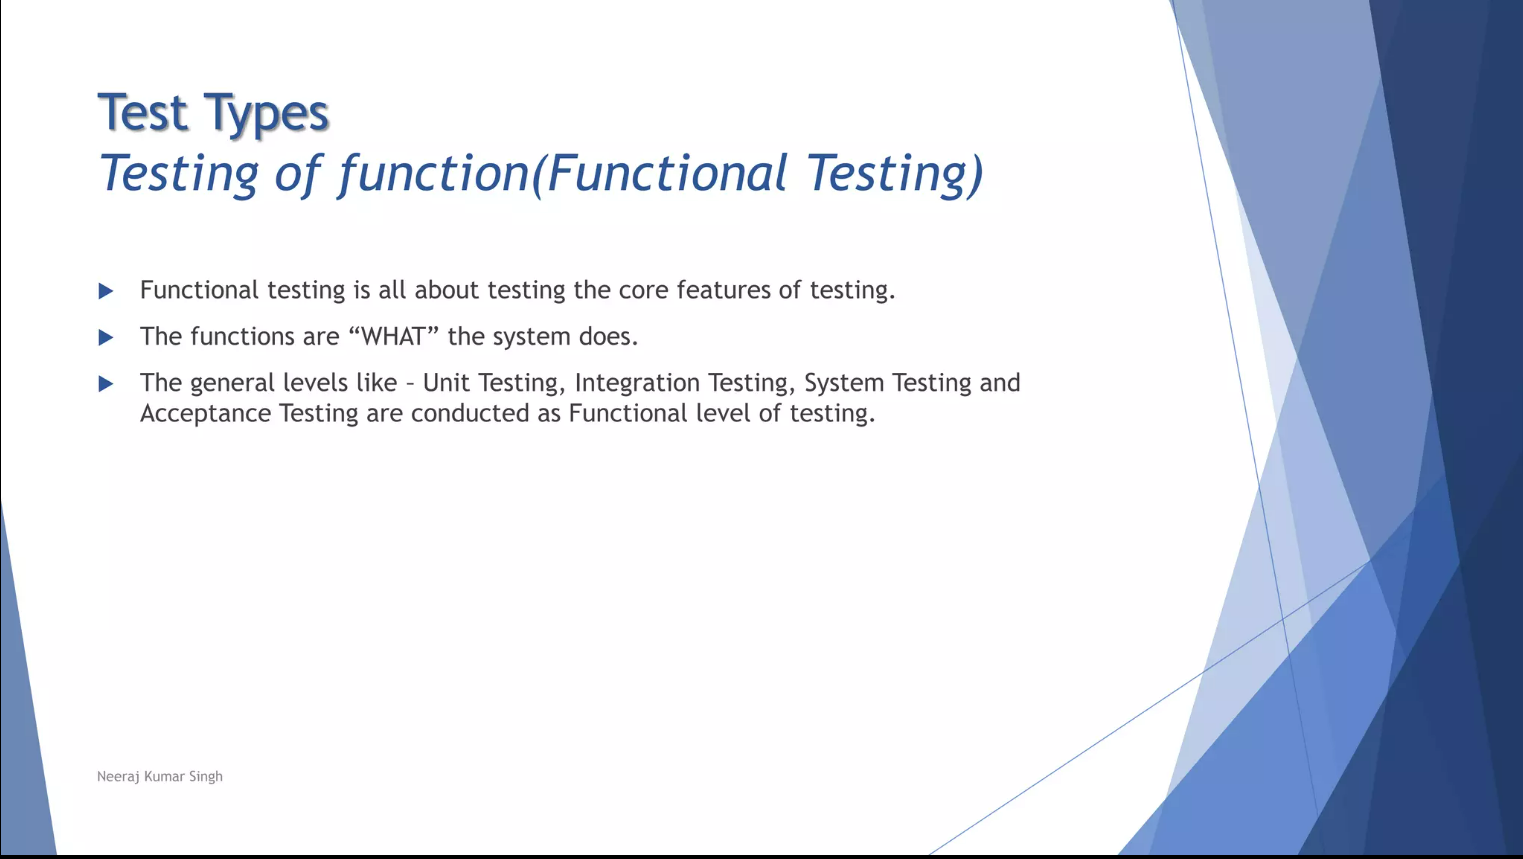 Test Types
Testing of function(Functional Testing)
Functional testing is all about testing the core features of testing.
The functions are “WHAT” the system does.
The general levels like – Unit Testing, Integration Testing, System Testing and
Acceptance Testing are conducted as Functional level of testing.
Neeraj Kumar Singh